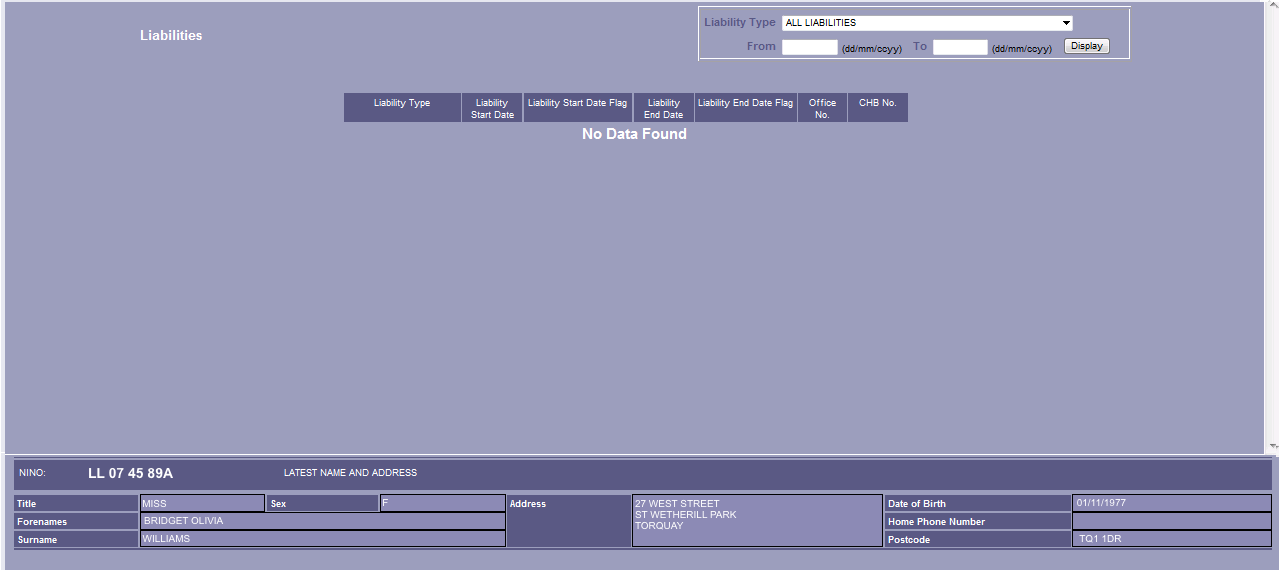 Liabilities
Liability Type ALL LIABILITIES
From (dd/mm/ccyy) To (dd/mm/ccyy) Display
Liability Type Liability Start Date Liability Start Date Flag Liability End Date Liability End Date Flag Office No. CHB No.
No Data Found
NINO: LL 07 45 89A LATEST NAME AND ADDRESS
Title MISS Sex F Address 27 WEST STREET Date of Birth 01/11/1977
ST WETHERILL PARK
Forenames BRIDGET OLIVIA TORQUAY Home Phone Number
Surname WILLIAMS Postcode TQ1 1DR